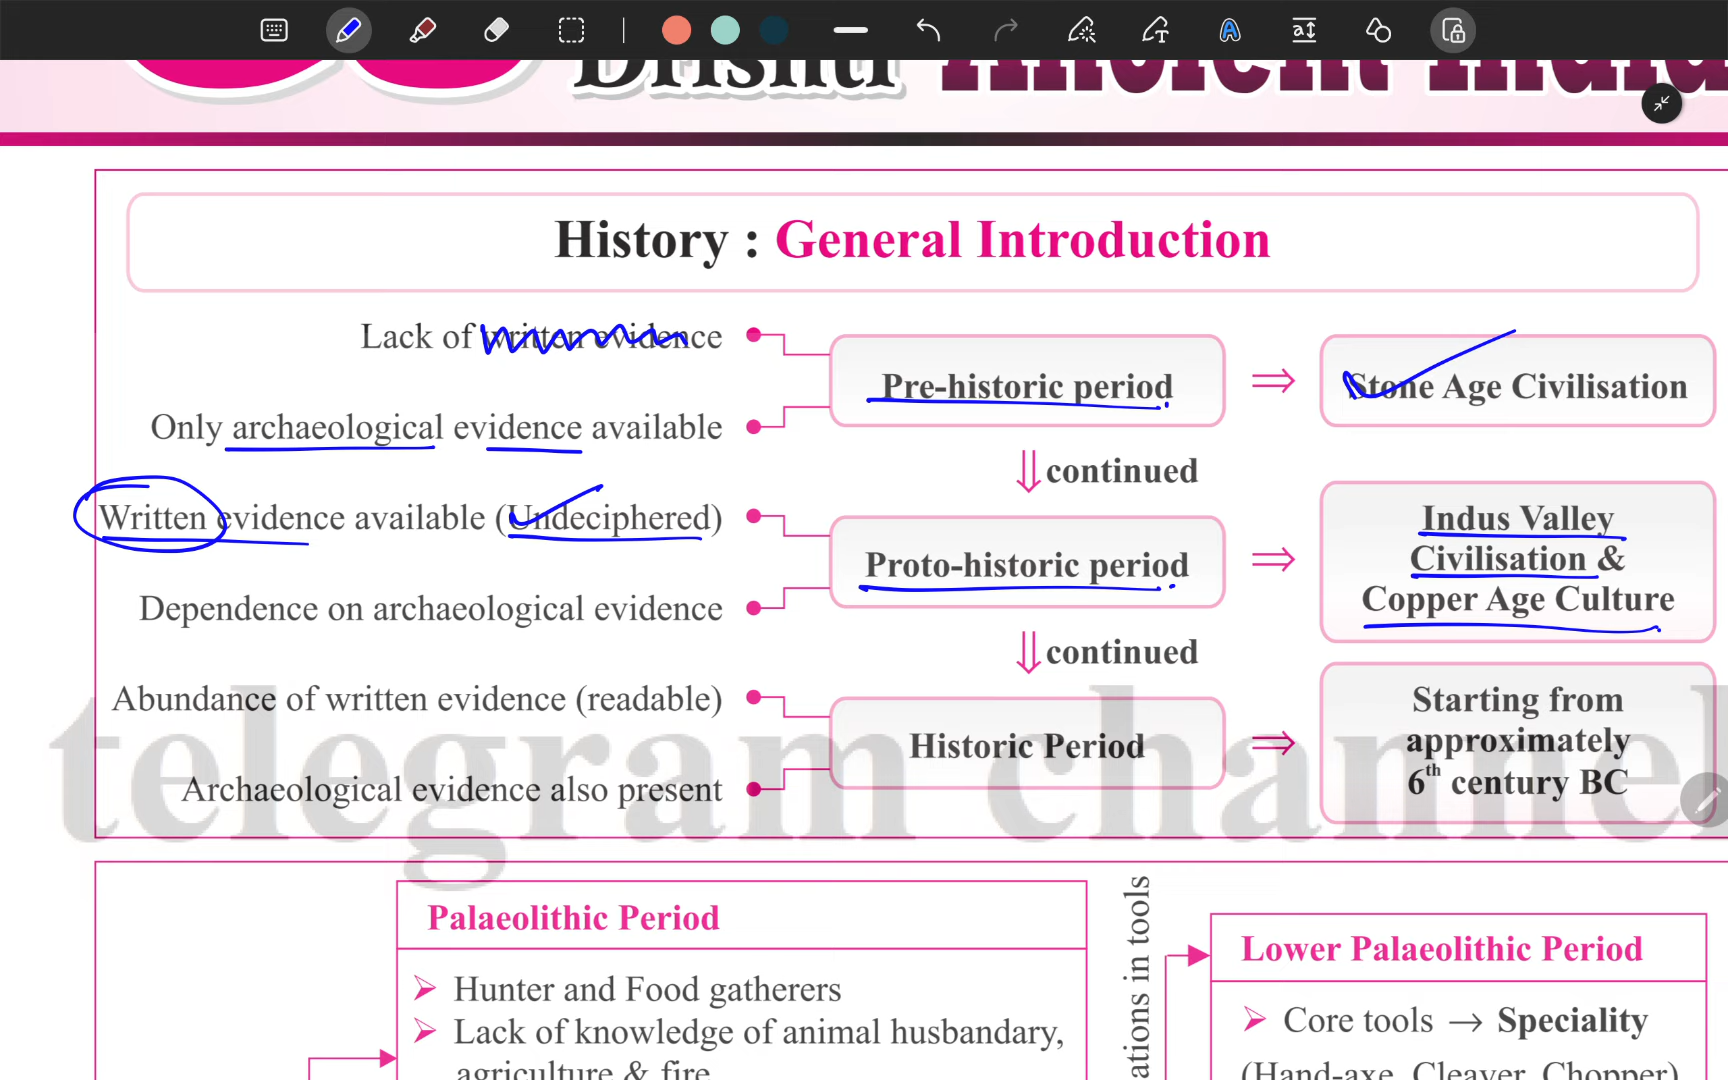 Drishti Ancient India
History : General Introduction
Lack of written evidence
Only archaeological evidence available
Pre-historic period
Stone Age Civilisation
continued
Written evidence available (Undeciphered)
Dependence on archaeological evidence
Proto-historic period
Indus Valley
Civilisation &
Copper Age Culture
continued
Abundance of written evidence (readable)
Archaeological evidence also present
Historic Period
Starting from
approximately
6th century BC
telegram channel
Palaeolithic Period
➢ Hunter and Food gatherers
➢ Lack of knowledge of animal husbandary,
agriculture & fire
ations in tools
Lower Palaeolithic Period
➢ Core tools → Speciality
(Hand-axe, Cleaver, Chopper)